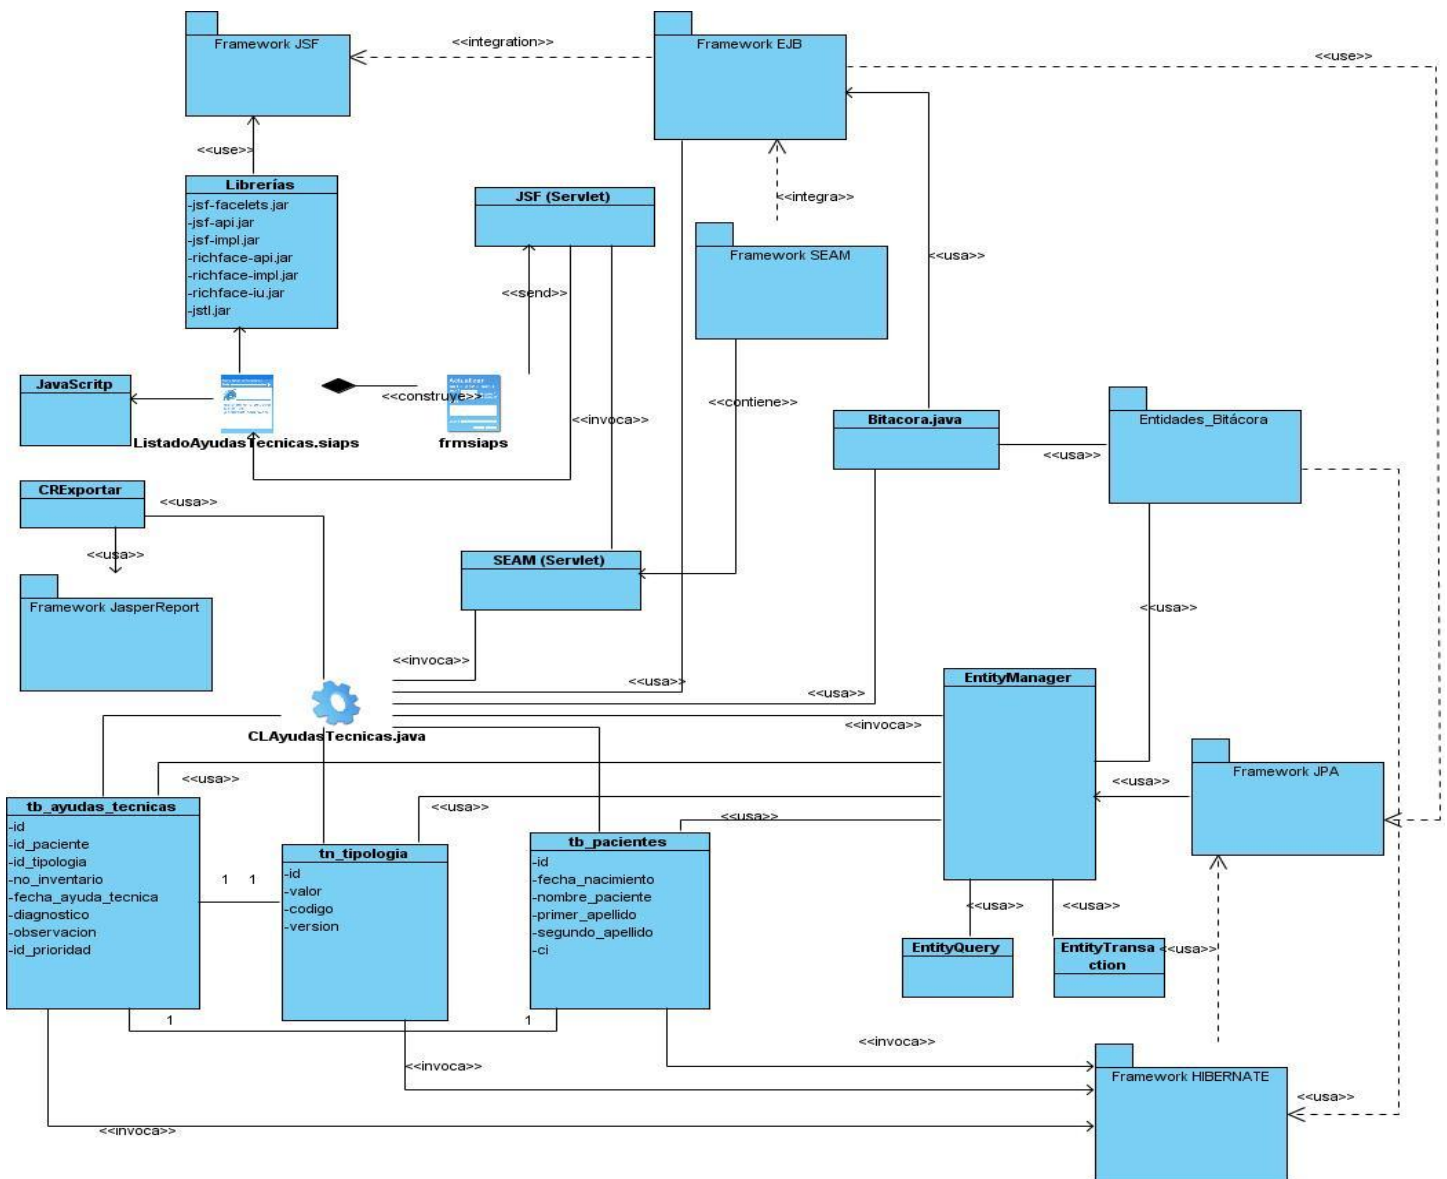 Framework JSF
<<integration>>
Framework EJB
<<use>>
<<use>>
Librerías
-jsf-facelets.jar
-jsf-api.jar
-jsf-impl.jar
-richface-api.jar
-richface-impl.jar
-richface-iu.jar
-jstl.jar
JSF (Servlet)
<<integra>>
Framework SEAM
<<usa>>
<<send>>
JavaScritp
<<construye>>
ListadoAyudasTecnicas.siaps
frmsiaps
<<invoca>>
<<contiene>>
Bitacora.java
<<usa>>
Entidades_Bitácora
CRExportar
<<usa>>
<<usa>>
Framework JasperReport
SEAM (Servlet)
<<usa>>
<<invoca>>
<<usa>>
<<usa>>
CLAyudasTecnicas.java
<<invoca>>
EntityManager
<<usa>>
<<usa>>
<<usa>>
<<usa>>
Framework JPA
tb_ayudas_tecnicas
-id
-id_paciente
-id_tipologia
-no_inventario
-fecha_ayuda_tecnica
-diagnostico
-observacion
-id_prioridad
1 1
tn_tipologia
-id
-valor
-codigo
-version
tb_pacientes
-id
-fecha_nacimiento
-nombre_paciente
-primer_apellido
-segundo_apellido
-ci
<<usa>>
<<usa>>
EntityQuery
EntityTransa
ction
<<usa>>
1
1
<<invoca>>
<<invoca>>
<<invoca>>
Framework HIBERNATE
<<usa>>